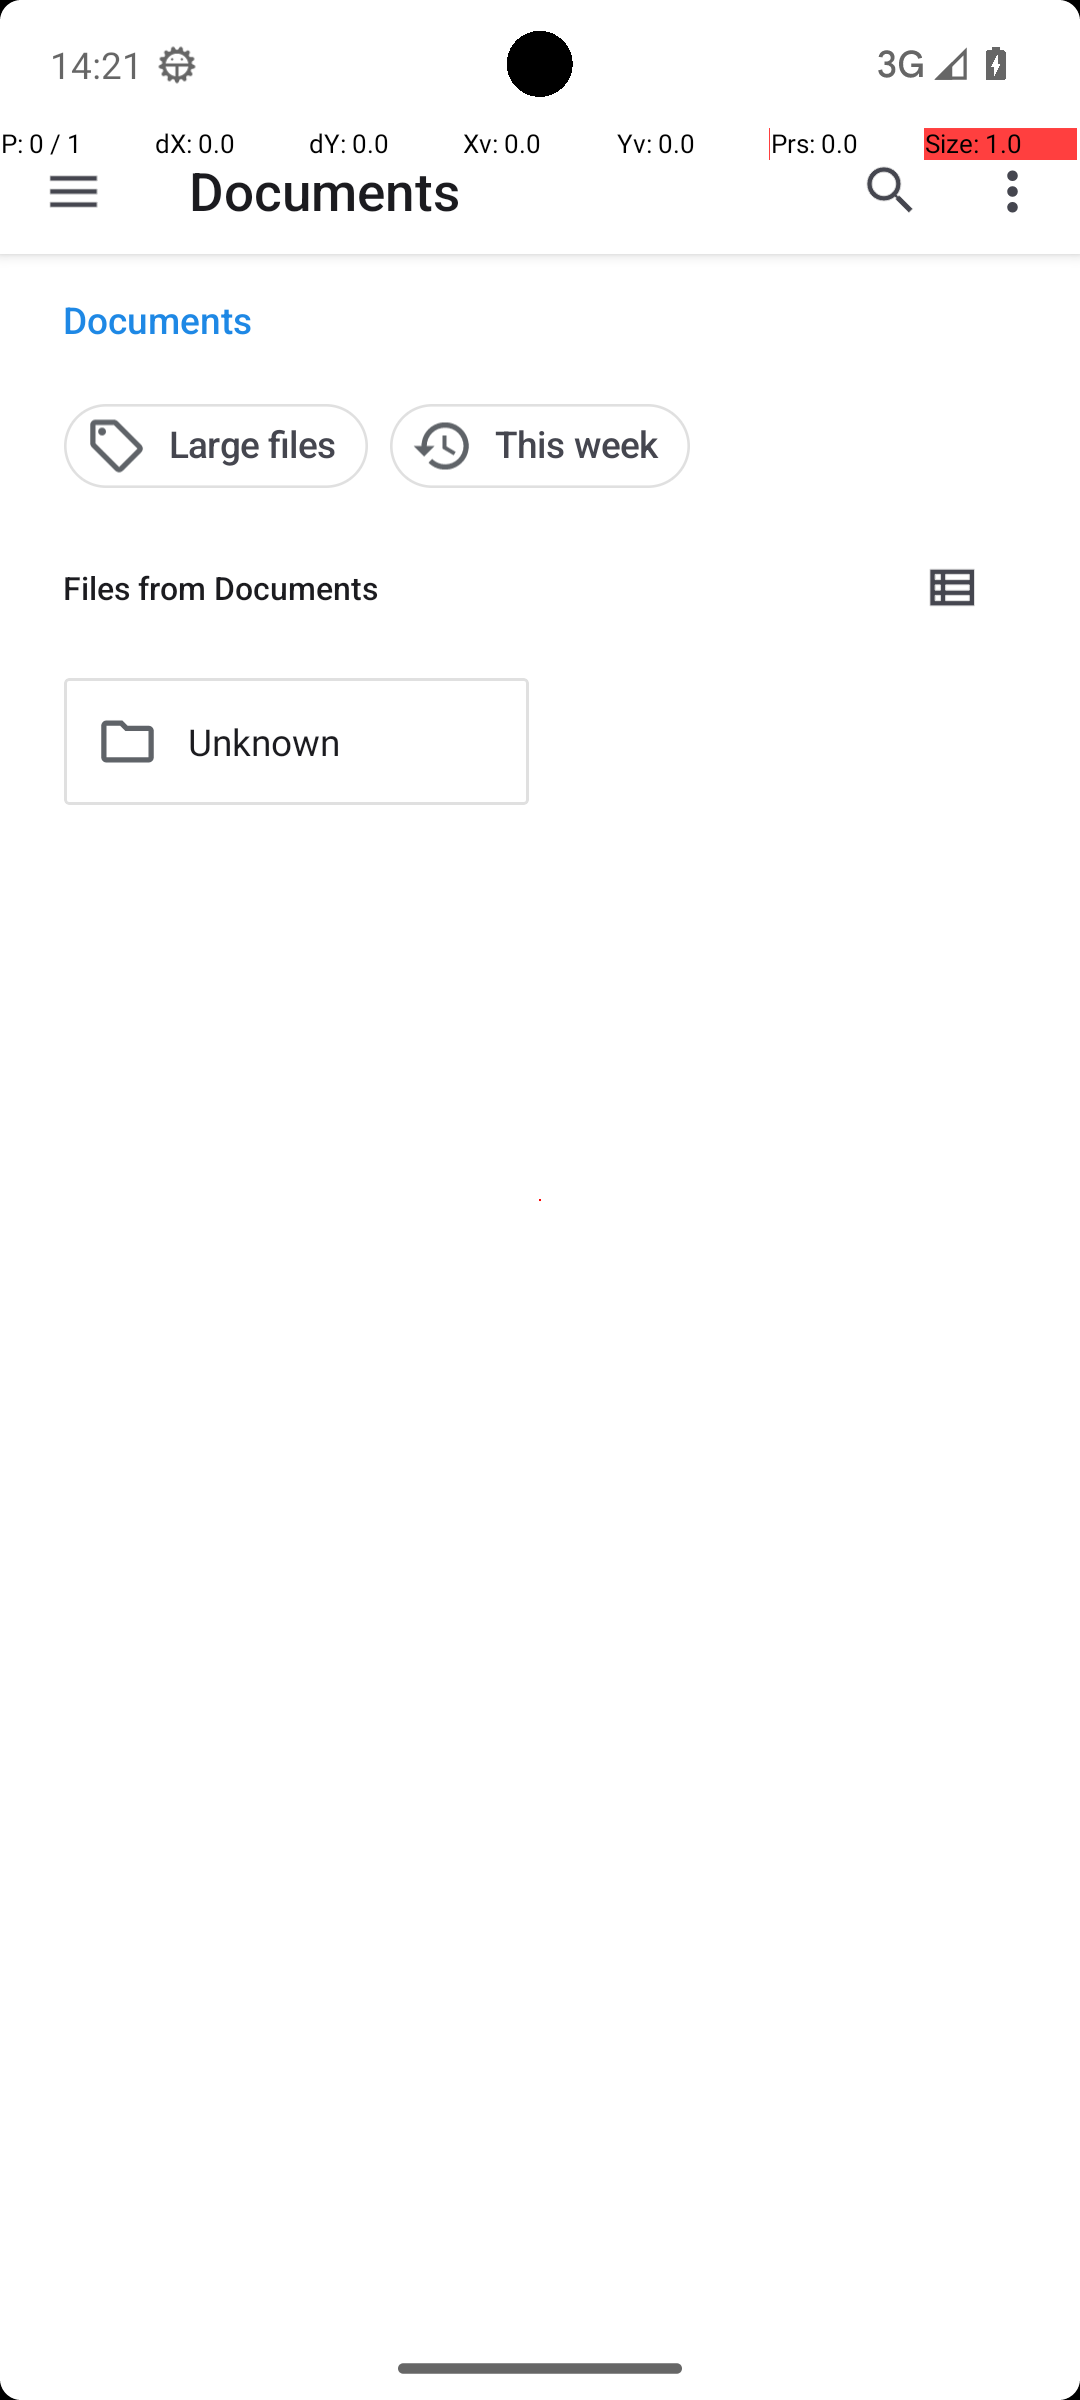 14:21
3G
P: 0 / 1 dX: 0.0 dY: 0.0 Xv: 0.0 Yv: 0.0 Prs: 0.0 Size: 1.0
Documents
Documents
Large files This week
Files from Documents
Unknown